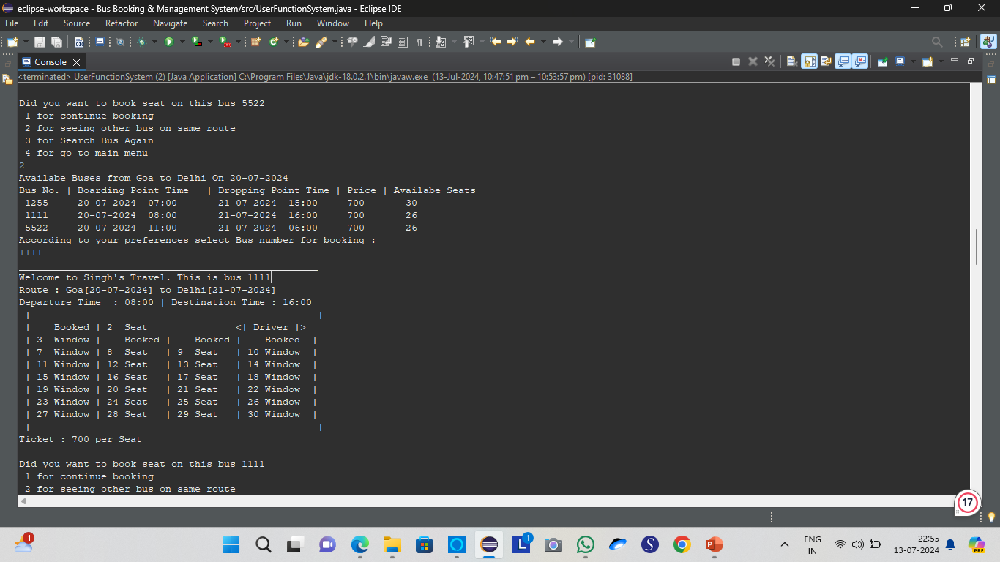 eclipse-workspace - Bus Booking & Management System/src/UserFunctionSystem.java - Eclipse IDE
File Edit Source Refactor Navigate Search Project Run Window Help
Console
<terminated> UserFunctionSystem (2) [Java Application] C:\Program Files\Java\jdk-18.0.2.1\bin\javaw.exe (13-Jul-2024, 10:47:51 pm – 10:53:57 pm) [pid: 31088]
-----------------------------------------------------------------------------
Did you want to book seat on this bus 5522
1 for continue booking
2 for seeing other bus on same route
3 for Search Bus Again
4 for go to main menu
2
Availabe Buses from Goa to Delhi On 20-07-2024
Bus No. | Boarding Point Time | Dropping Point Time | Price | Availabe Seats
1255 20-07-2024 07:00 21-07-2024 15:00 700 30
1111 20-07-2024 08:00 21-07-2024 16:00 700 26
5522 20-07-2024 11:00 21-07-2024 06:00 700 26
According to your preferences select Bus number for booking :
1111
___________________________________________________
Welcome to Singh's Travel. This is bus 1111
Route : Goa[20-07-2024] to Delhi[21-07-2024]
Departure Time : 08:00 | Destination Time : 16:00
|-------------------------------------------------|
| Booked | 2 Seat <| Driver |>
| 3 Window | Booked | Booked | Booked |
| 7 Window | 8 Seat | 9 Seat | 10 Window |
| 11 Window | 12 Seat | 13 Seat | 14 Window |
| 15 Window | 16 Seat | 17 Seat | 18 Window |
| 19 Window | 20 Seat | 21 Seat | 22 Window |
| 23 Window | 24 Seat | 25 Seat | 26 Window |
| 27 Window | 28 Seat | 29 Seat | 30 Window |
| ------------------------------------------------|
Ticket : 700 per Seat
-----------------------------------------------------------------------------
Did you want to book seat on this bus 1111
1 for continue booking
2 for seeing other bus on same route
17
1
L 1
S
P
PRE
ENG
IN
22:55
13-07-2024